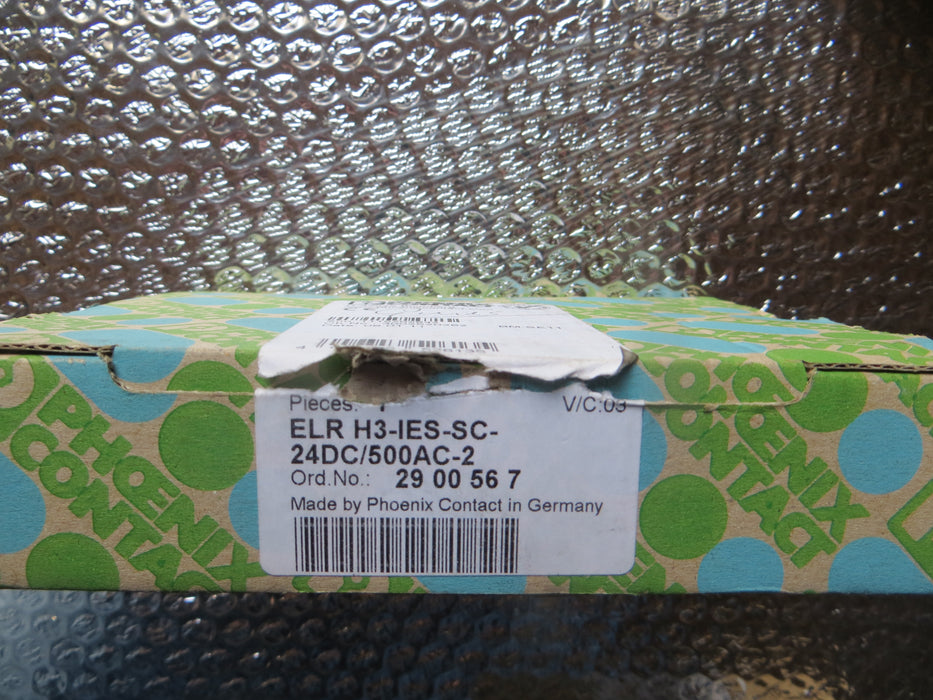 Pieces:
V/C:09
ELR H3-IES-SC-
24DC/500AC-2
Ord.No.: 29 00 56 7
Made by Phoenix Contact in Germany
PHOENIX
CONTACT
PHOENIX
CONTACT